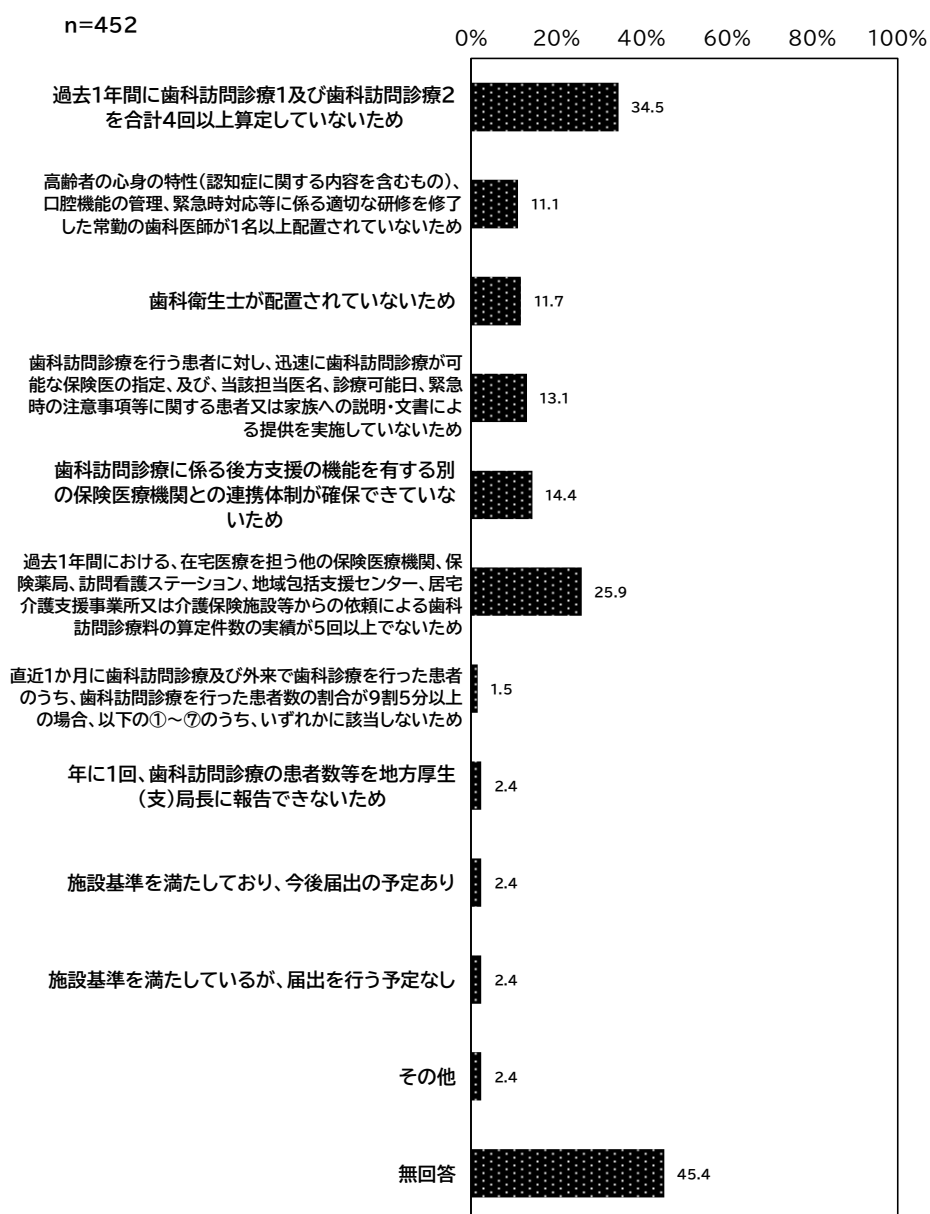 n=452
0% 20% 40% 60% 80% 100%
過去1年間に歯科訪問診療1及び歯科訪問診療2
を合計4回以上算定していないため
34.5
高齢者の心身の特性(認知症に関する内容を含むもの)、
口腔機能の管理、緊急時対応等に係る適切な研修を修了
した常勤の歯科医師が1名以上配置されていないため
11.1
歯科衛生士が配置されていないため
11.7
歯科訪問診療を行う患者に対し、迅速に歯科訪問診療が可
能な保険医の指定、及び、当該担当医名、診療可能日、緊急
時の注意事項等に関する患者又は家族への説明・文書によ
る提供を実施していないため
13.1
歯科訪問診療に係る後方支援の機能を有する別
の保険医療機関との連携体制が確保できていな
いため
14.4
過去1年間における、在宅医療を担う他の保険医療機関、保
険薬局、訪問看護ステーション、地域包括支援センター、居宅
介護支援事業所又は介護保険施設等からの依頼による歯科
訪問診療料の算定件数の実績が5回以上でないため
25.9
直近1か月に歯科訪問診療及び外来で歯科診療を行った患者
のうち、歯科訪問診療を行った患者数の割合が9割5分以上
の場合、以下の①~⑦のうち、いずれかに該当しないため
1.5
年に1回、歯科訪問診療の患者数等を地方厚生
(支)局長に報告できないため
2.4
施設基準を満たしており、今後届出の予定あり
2.4
施設基準を満たしているが、届出を行う予定なし
2.4
その他
2.4
無回答
45.4